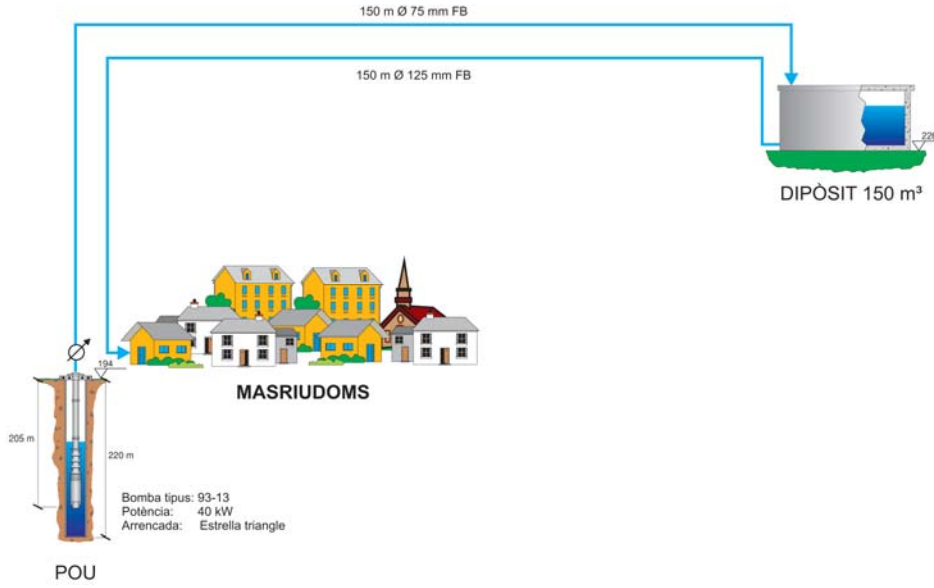 150 m Ø 75 mm FB
150 m Ø 125 mm FB
226
DIPÒSIT 150 m³
194
MASRIUDOMS
205 m
220 m
Bomba tipus: 93-13
Potència: 40 kW
Arrencada: Estrella triangle
POU